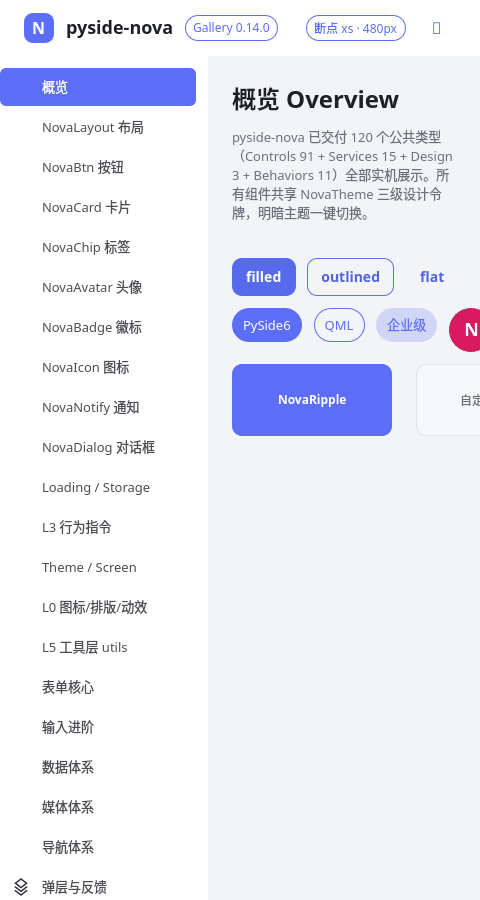 N pyside-nova Gallery 0.14.0 断点 xs · 480px
概览
NovaLayout 布局
NovaBtn 按钮
NovaCard 卡片
NovaChip 标签
NovaAvatar 头像
NovaBadge 徽标
NovaIcon 图标
NovaNotify 通知
NovaDialog 对话框
Loading / Storage
L3 行为指令
Theme / Screen
L0 图标/排版/动效
L5 工具层 utils
表单核心
输入进阶
数据体系
媒体体系
导航体系
弹层与反馈
概览 Overview
pyside-nova 已交付 120 个公共类型
（Controls 91 + Services 15 + Design
3 + Behaviors 11）全部实机展示。所
有组件共享 NovaTheme 三级设计令
牌，明暗主题一键切换。
filled outlined flat
PySide6 QML 企业级 N
NovaRipple 自定